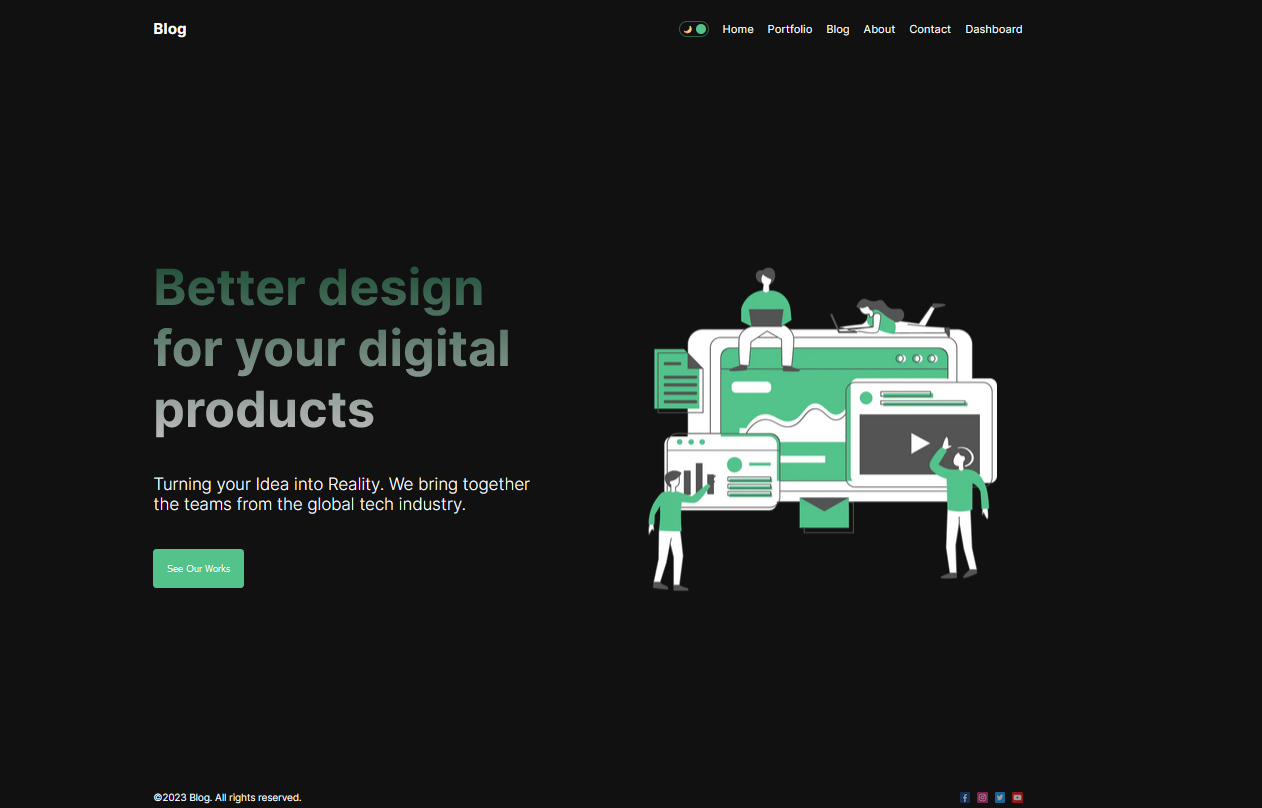 Blog
Home Portfolio Blog About Contact Dashboard
Better design
for your digital
products
Turning your Idea into Reality. We bring together
the teams from the global tech industry.
See Our Works
©2023 Blog. All rights reserved.